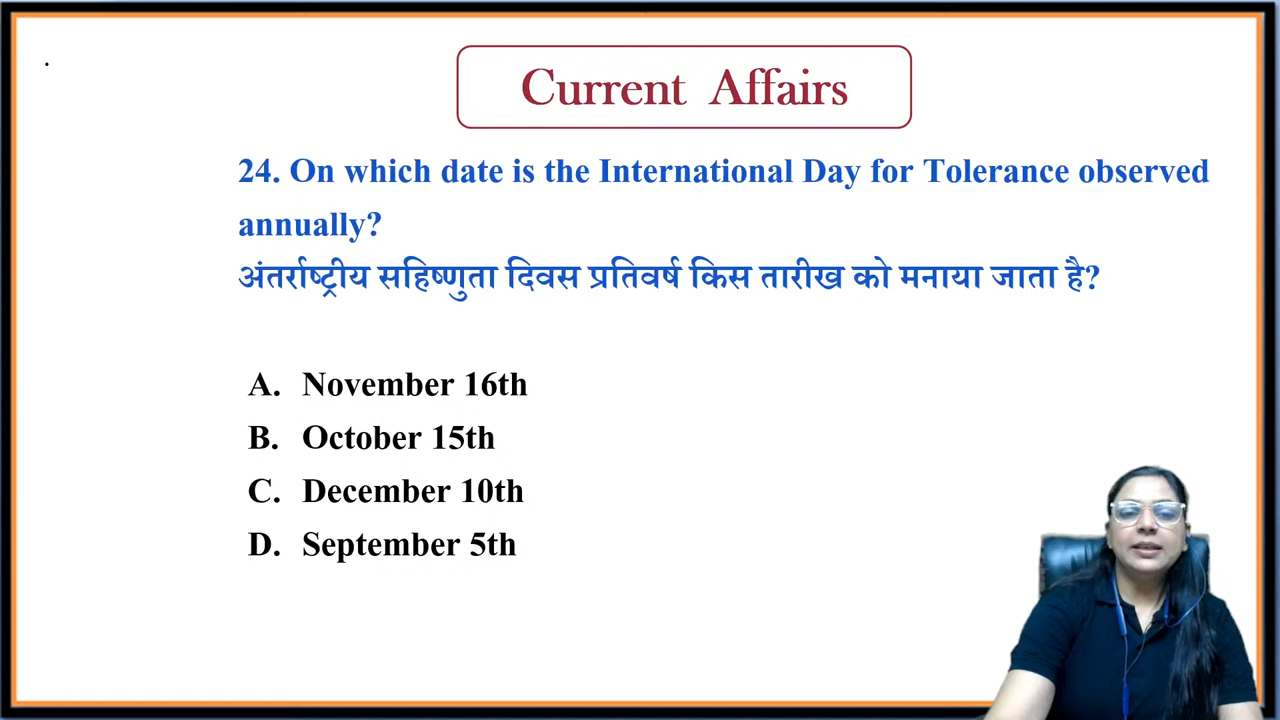 Current Affairs
24. On which date is the International Day for Tolerance observed
annually?
अंतर्राष्ट्रीय सहिष्णुता दिवस प्रतिवर्ष किस तारीख को मनाया जाता है?
A. November 16th
B. October 15th
C. December 10th
D. September 5th